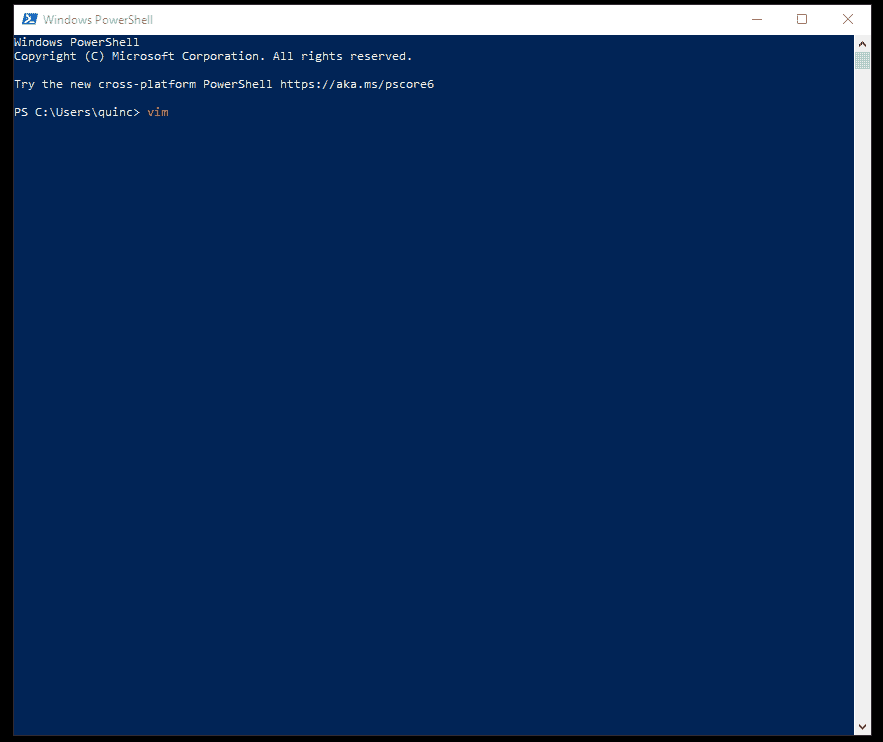 Windows PowerShell
Windows PowerShell
Copyright (C) Microsoft Corporation. All rights reserved.
Try the new cross-platform PowerShell https://aka.ms/pscore6
PS C:\Users\quinc> vim